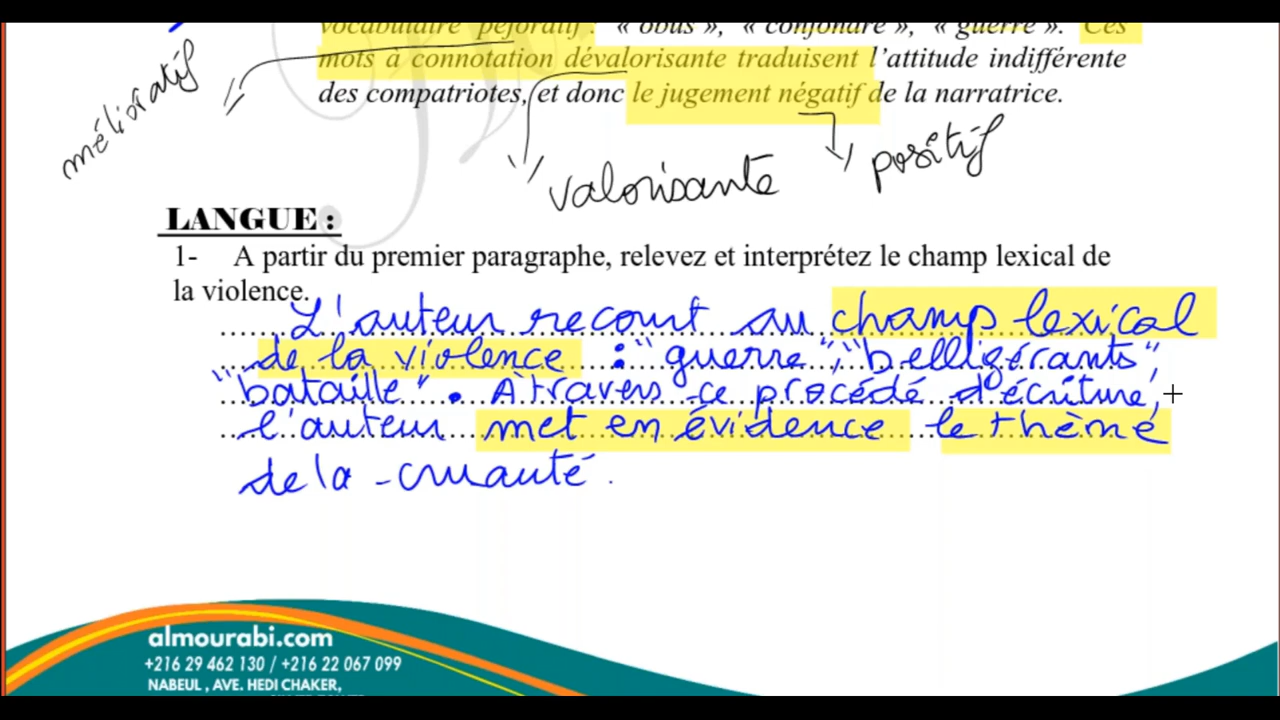 vocabulaire péjoratif : « obus », « confondre », « guerre ». Ces
mots à connotation dévalorisante traduisent l'attitude indifférente
des compatriotes, et donc le jugement négatif de la narratrice.
mélioratif
valorisante
positif
LANGUE :
1- A partir du premier paragraphe, relevez et interprétez le champ lexical de
la violence.
L'auteur recourt au champ lexical
de la violence : "guerre", "belligérants",
"bataille". À travers ce procédé d'écriture,
l'auteur met en évidence le thème
de la cruauté.
almourabi.com
+216 29 462 130 / +216 22 067 099
NABEUL , AVE. HEDI CHAKER,